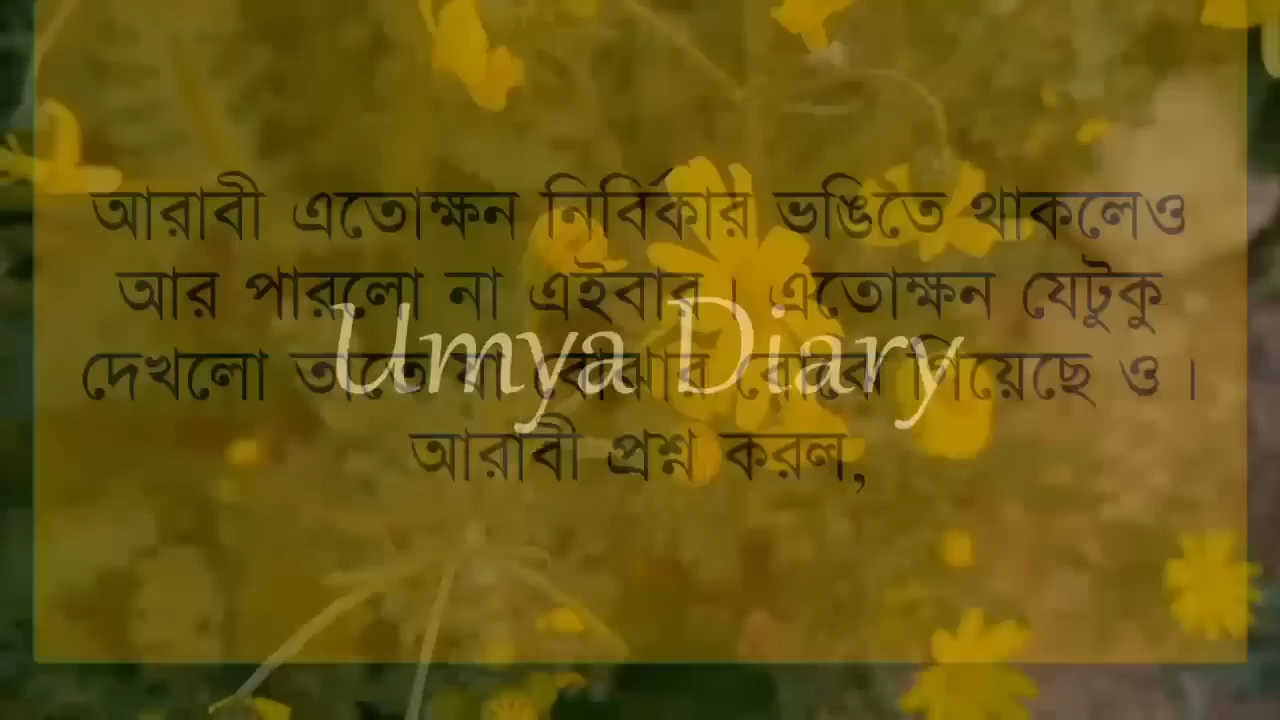 আরাবী এতোক্ষন নির্বিকার ভঙিতে থাকলেও
আর পারলো না এইবার। এতোক্ষন যেটুকু
দেখলো তাতে যা বোঝার বোঝে গিয়েছে ও।
আরাবী প্রশ্ন করল,
Umya Diary